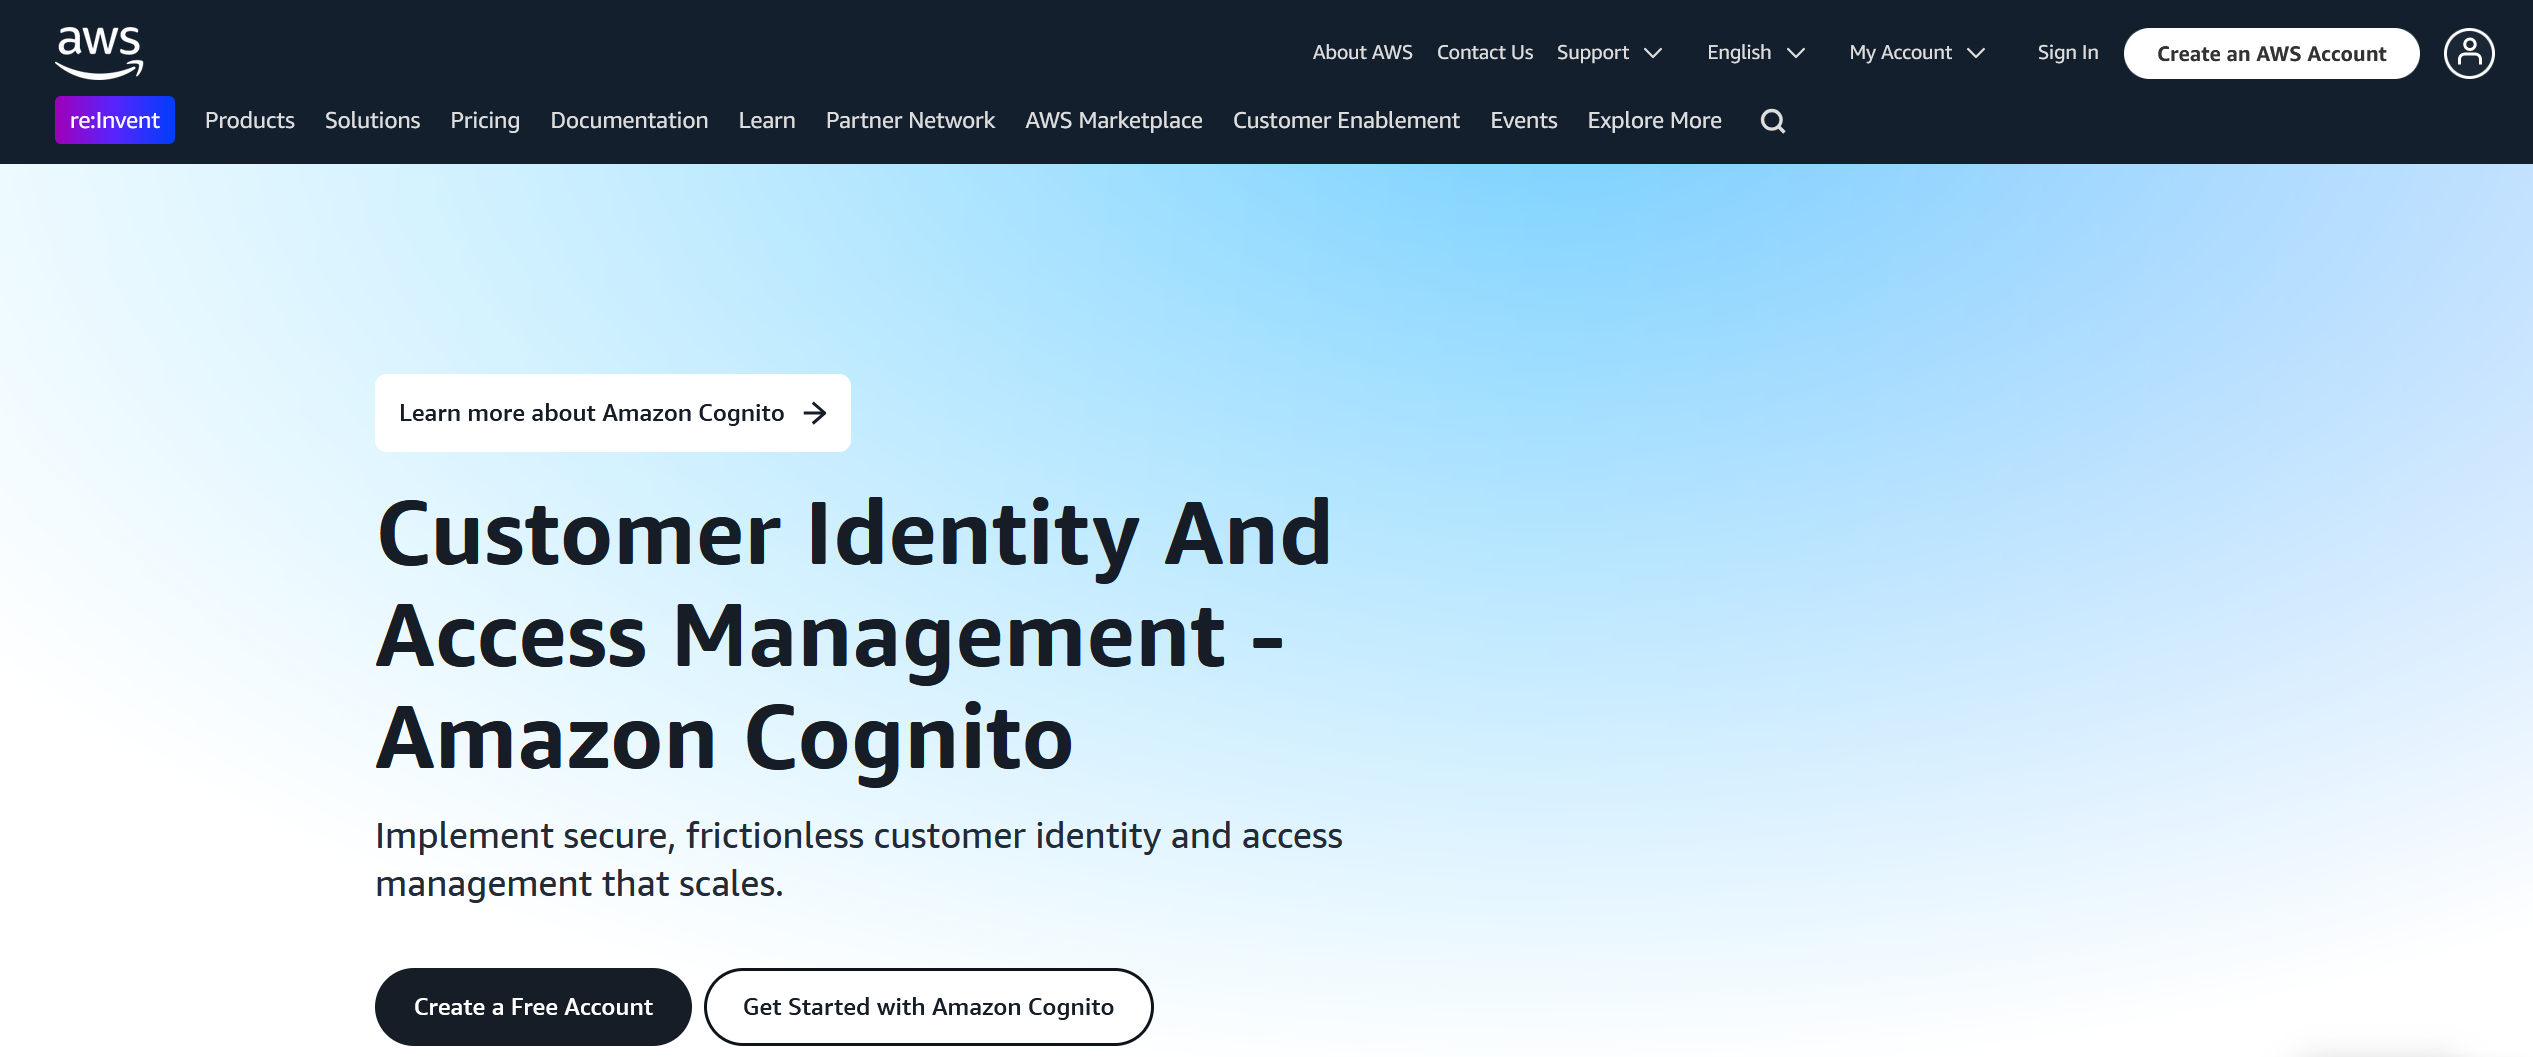 aws
About AWS Contact Us Support English My Account Sign In Create an AWS Account
re:Invent Products Solutions Pricing Documentation Learn Partner Network AWS Marketplace Customer Enablement Events Explore More
Learn more about Amazon Cognito
Customer Identity And
Access Management -
Amazon Cognito
Implement secure, frictionless customer identity and access
management that scales.
Create a Free Account Get Started with Amazon Cognito